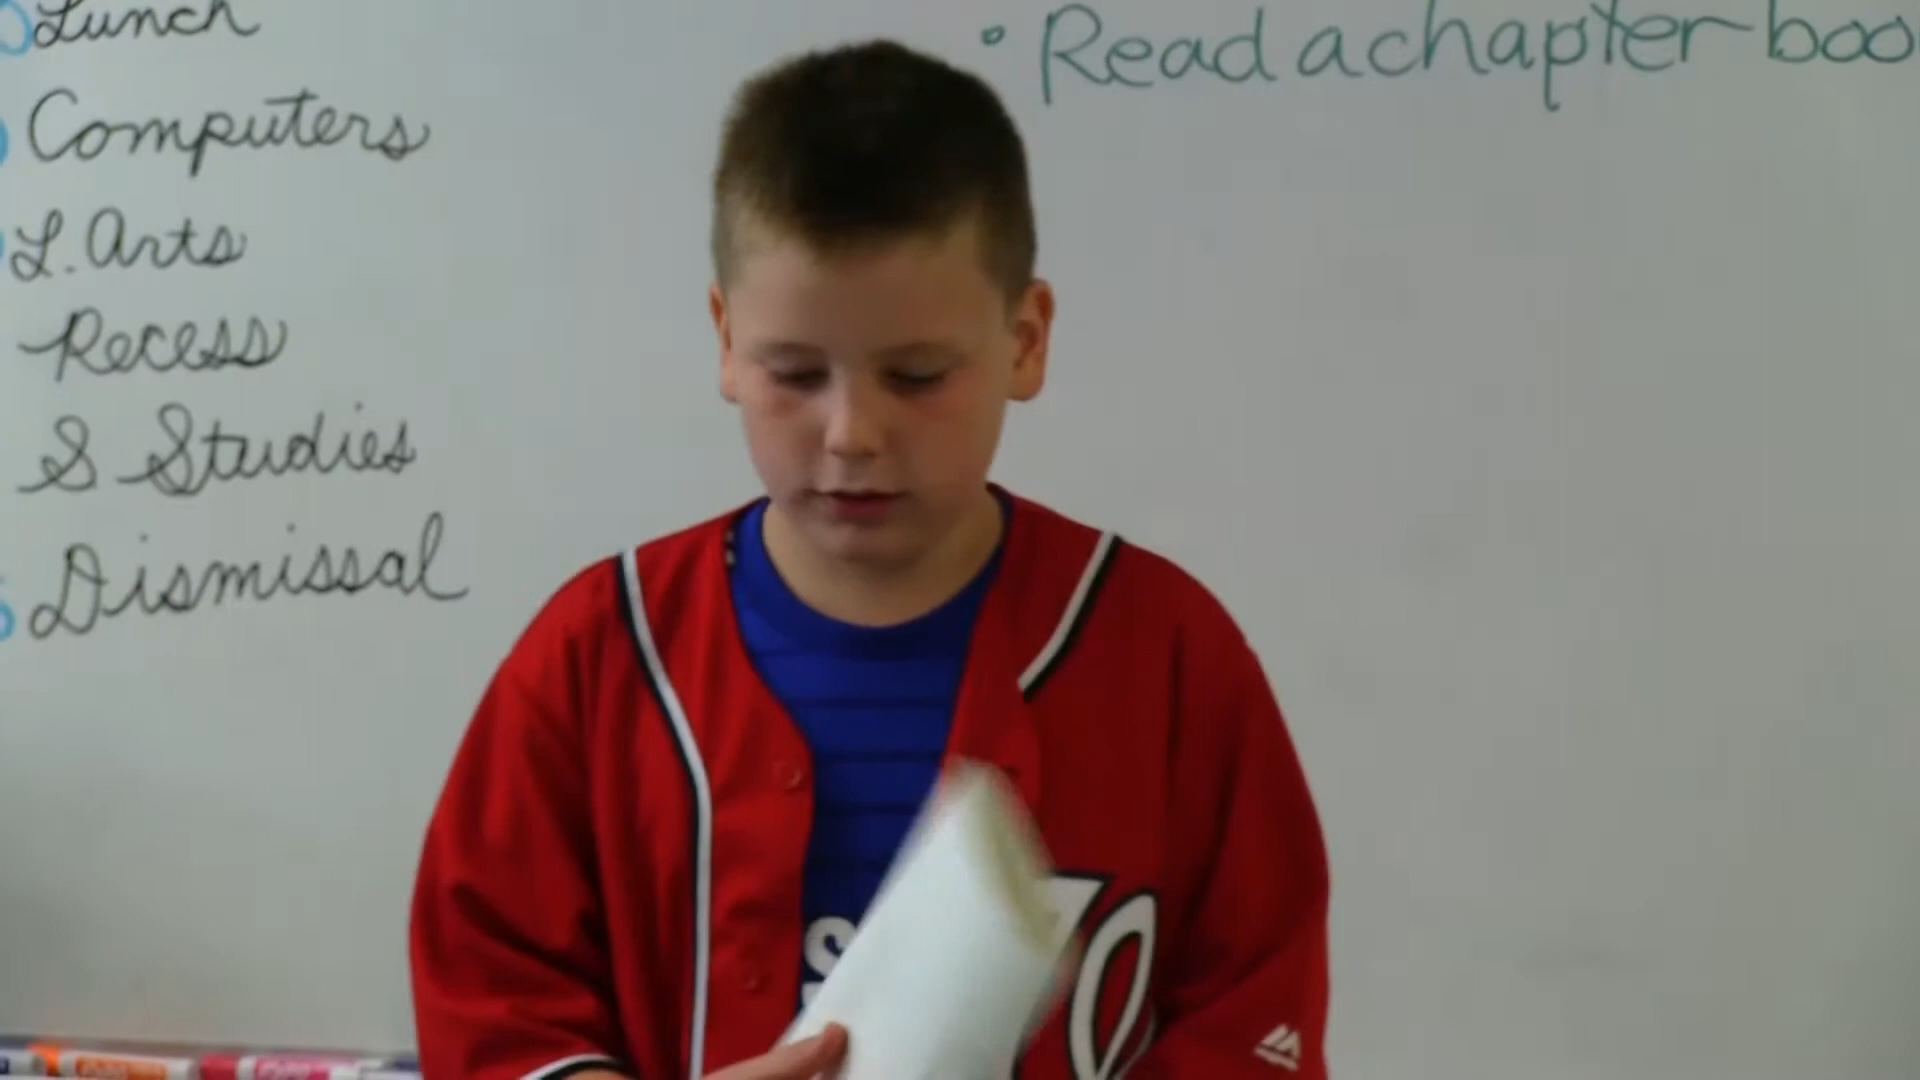 Lunch
Computers
L. Arts
Recess
S Studies
Dismissal
• Read a chapter boo